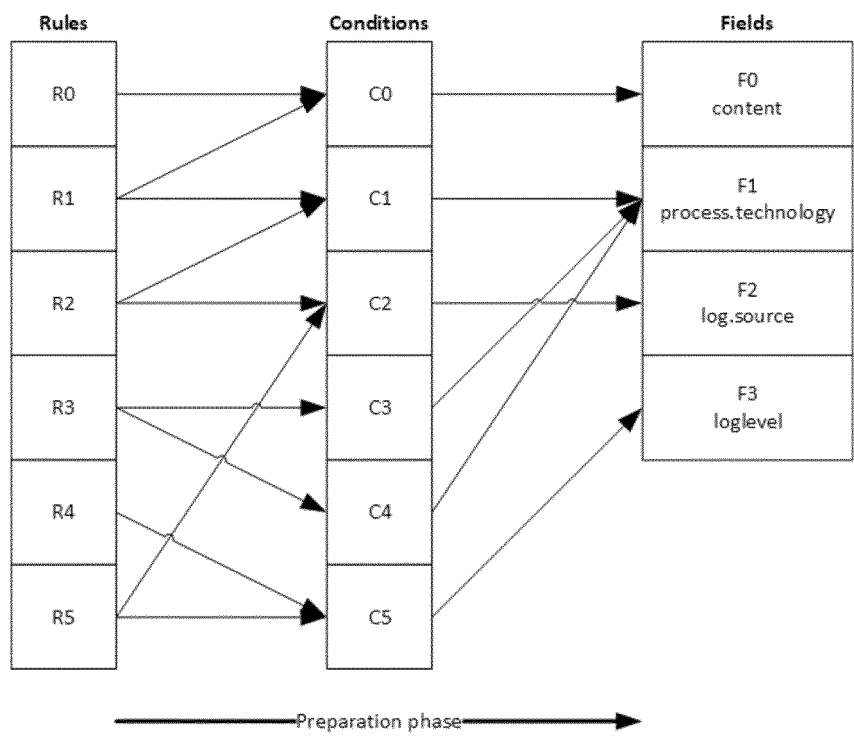 Rules
Conditions
Fields
R0
C0
F0
content
R1
C1
F1
process.technology
R2
C2
F2
log.source
R3
C3
F3
loglevel
R4
C4
R5
C5
Preparation phase